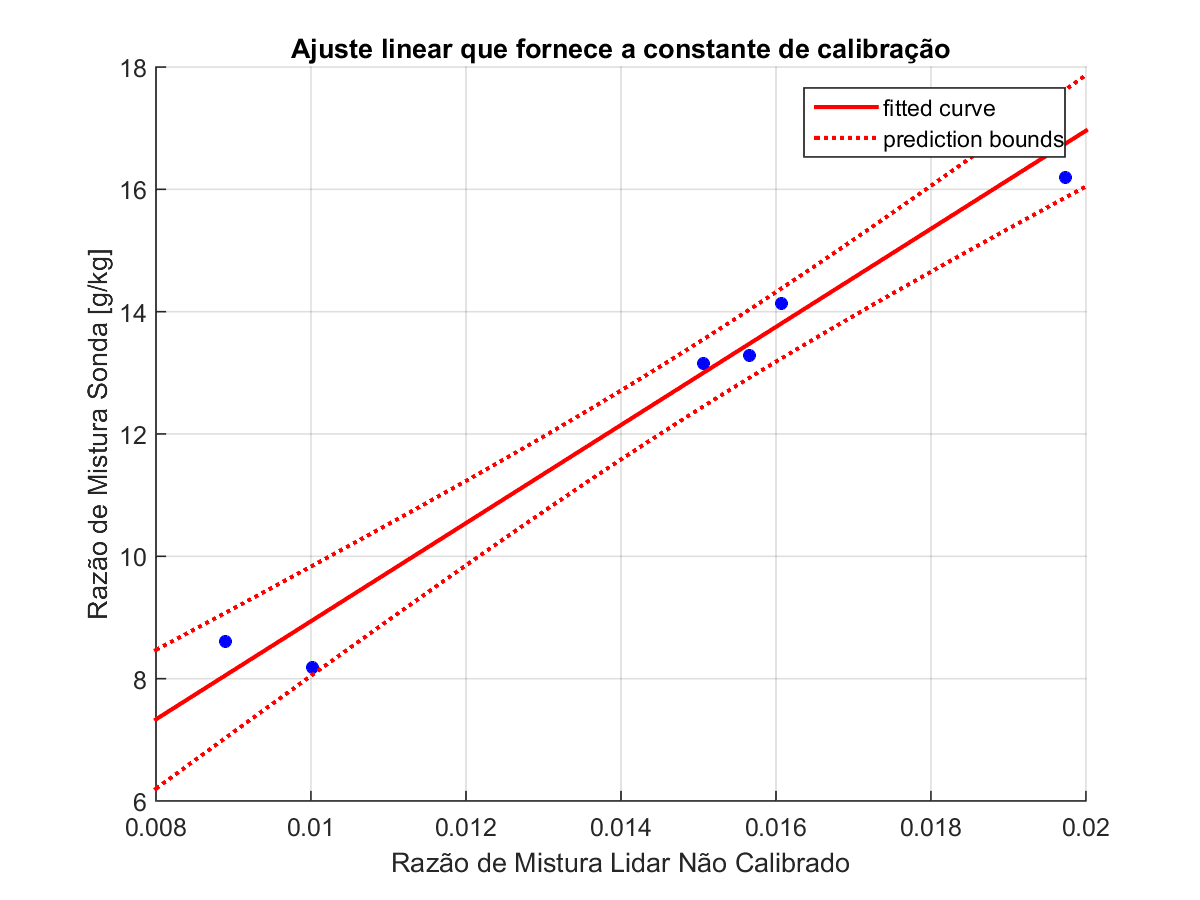 Ajuste linear que fornece a constante de calibração
fitted curve
prediction bounds
Razão de Mistura Sonda [g/kg]
18
16
14
12
10
8
6
0.008 0.01 0.012 0.014 0.016 0.018 0.02
Razão de Mistura Lidar Não Calibrado